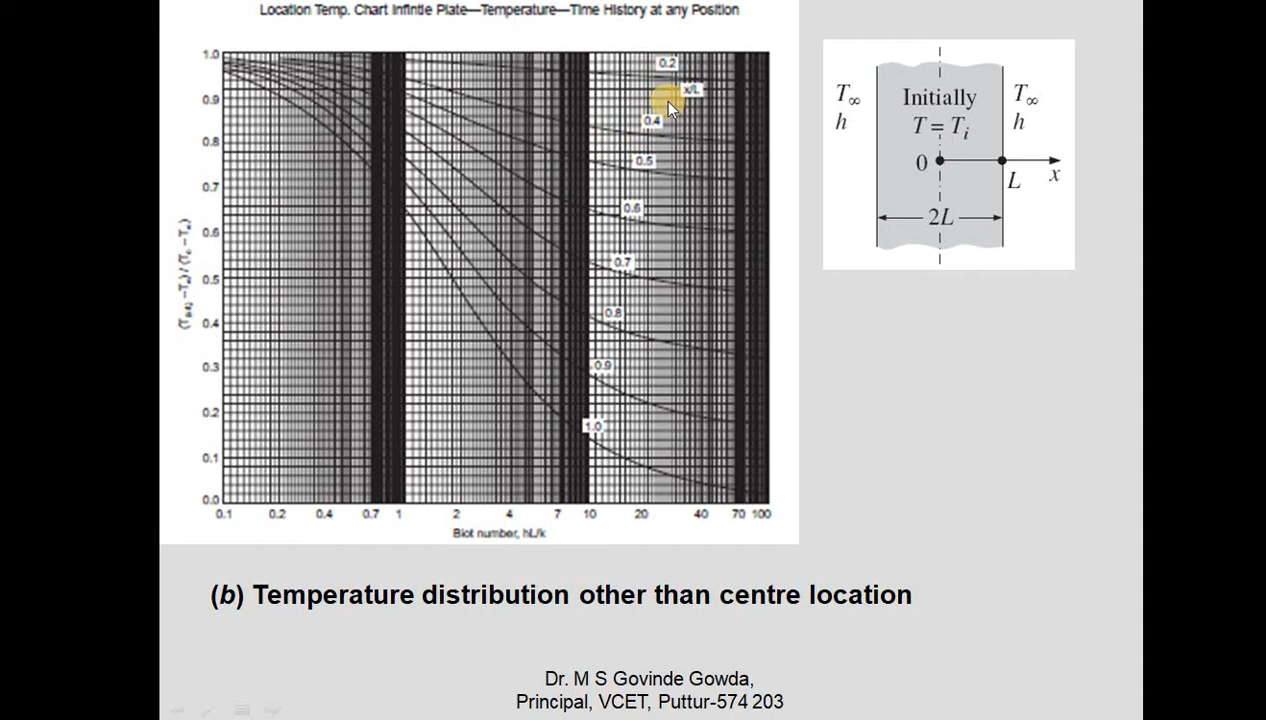 Location Temp. Chart Infintie Plate—Temperature—Time History at any Position
1.0
0.9
0.8
0.7
0.6
0.5
0.4
0.3
0.2
0.1
0.0
0.2
x/L
0.4
0.5
0.6
0.7
0.8
0.9
1.0
0.1 0.2 0.4 0.7 1 2 4 7 10 20 40 70 100
Biot number, hL/k
T∞ h
Initially
T = Ti
T∞ h
0
L
x
2L
(b) Temperature distribution other than centre location
Dr. M S Govinde Gowda,
Principal, VCET, Puttur-574 203